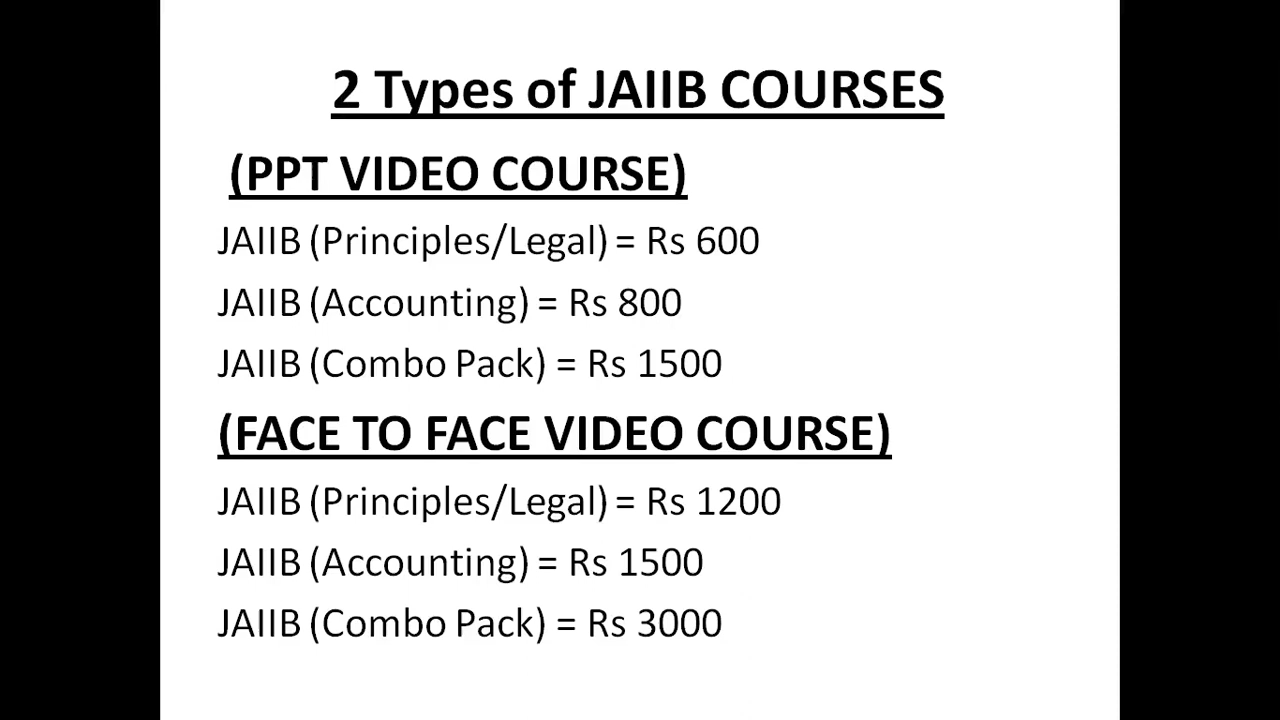 2 Types of JAIIB COURSES
(PPT VIDEO COURSE)
JAIIB (Principles/Legal) = Rs 600
JAIIB (Accounting) = Rs 800
JAIIB (Combo Pack) = Rs 1500
(FACE TO FACE VIDEO COURSE)
JAIIB (Principles/Legal) = Rs 1200
JAIIB (Accounting) = Rs 1500
JAIIB (Combo Pack) = Rs 3000